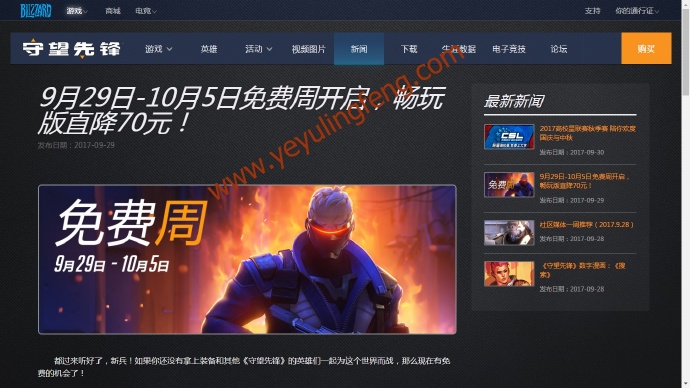 BLIZZARD 游戏 商城 电竞 支持 你的通行证
守望先锋 游戏 英雄 活动 视频图片 新闻 下载 生涯数据 电子竞技 论坛 购买
9月29日-10月5日免费周开启，畅玩
版直降70元！
发布日期：2017-09-29
www.yeyulingfeng.com
免费周
9月29日 - 10月5日
都过来听好了，新兵！如果你还没有拿上装备和其他《守望先锋》的英雄们一起为这个世界而战，那么现在有免
费的机会了！
最新新闻
2017高校星联赛秋季赛 陪你欢度
国庆与中秋
发布日期：2017-09-30
9月29日-10月5日免费周开启，
畅玩版直降70元！
发布日期：2017-09-29
社区媒体一周推荐（2017.9.28）
发布日期：2017-09-28
《守望先锋》数字漫画：《搜
索》
发布日期：2017-09-28
CSL
免费周